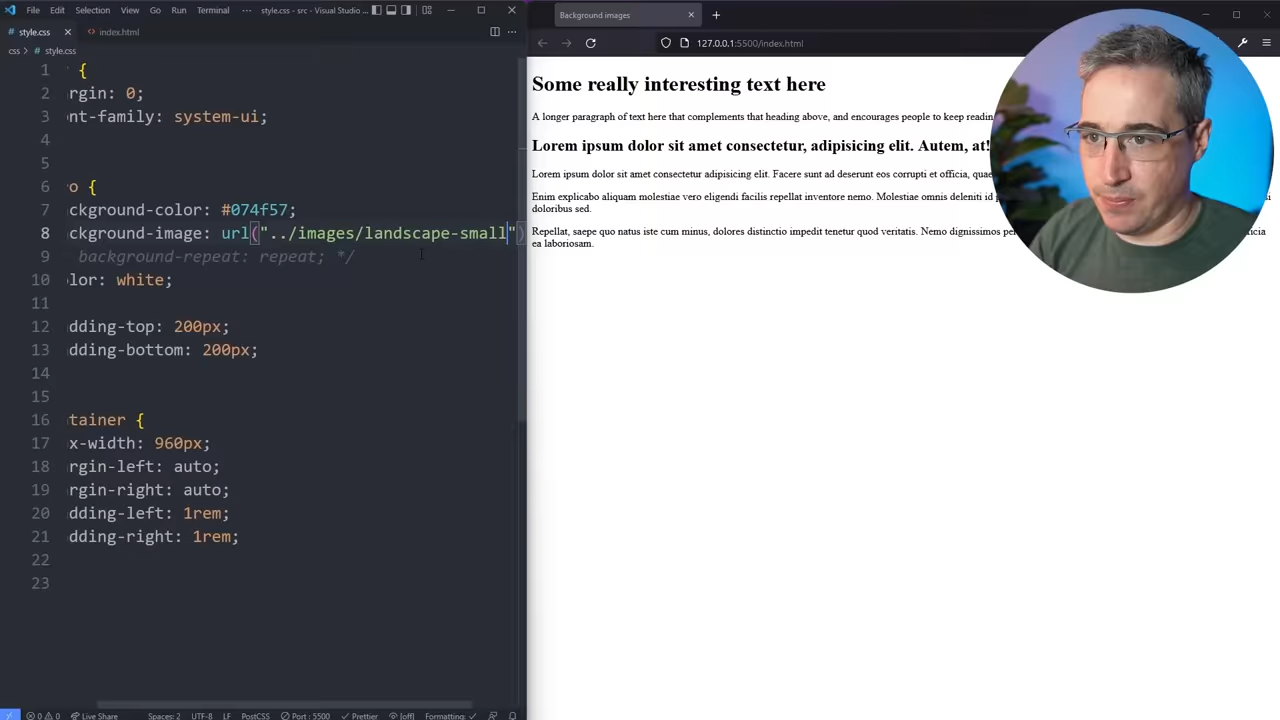 File Edit Selection View Go Run Terminal ··· style.css - src - Visual Studio ...
style.css index.html
css > style.css
1 {
2 rgin: 0;
3 nt-family: system-ui;
4
5
6 o {
7 ckground-color: #074f57;
8 ckground-image: url("../images/landscape-small")
9 background-repeat: repeat; */
10 lor: white;
11
12 dding-top: 200px;
13 dding-bottom: 200px;
14
15
16 tainer {
17 x-width: 960px;
18 rgin-left: auto;
19 rgin-right: auto;
20 dding-left: 1rem;
21 dding-right: 1rem;
22
23
0 0 Live Share Spaces: 2 UTF-8 LF PostCSS Port : 5500 Prettier [off] Formatting:
Background images
127.0.0.1:5500/index.html
Some really interesting text here
A longer paragraph of text here that complements that heading above, and encourages people to keep readin
Lorem ipsum dolor sit amet consectetur, adipisicing elit. Autem, at!
Lorem ipsum dolor sit amet consectetur adipisicing elit. Facere sunt ad deserunt eos corrupti et officia, quae
Enim explicabo aliquam molestiae vero eligendi facilis repellat inventore nemo. Molestiae omnis deleniti id
doloribus sed.
Repellat, saepe quo natus iste cum minus, dolores distinctio impedit tenetur quod veritatis. Nemo dignissimos per officia
ea laboriosam.